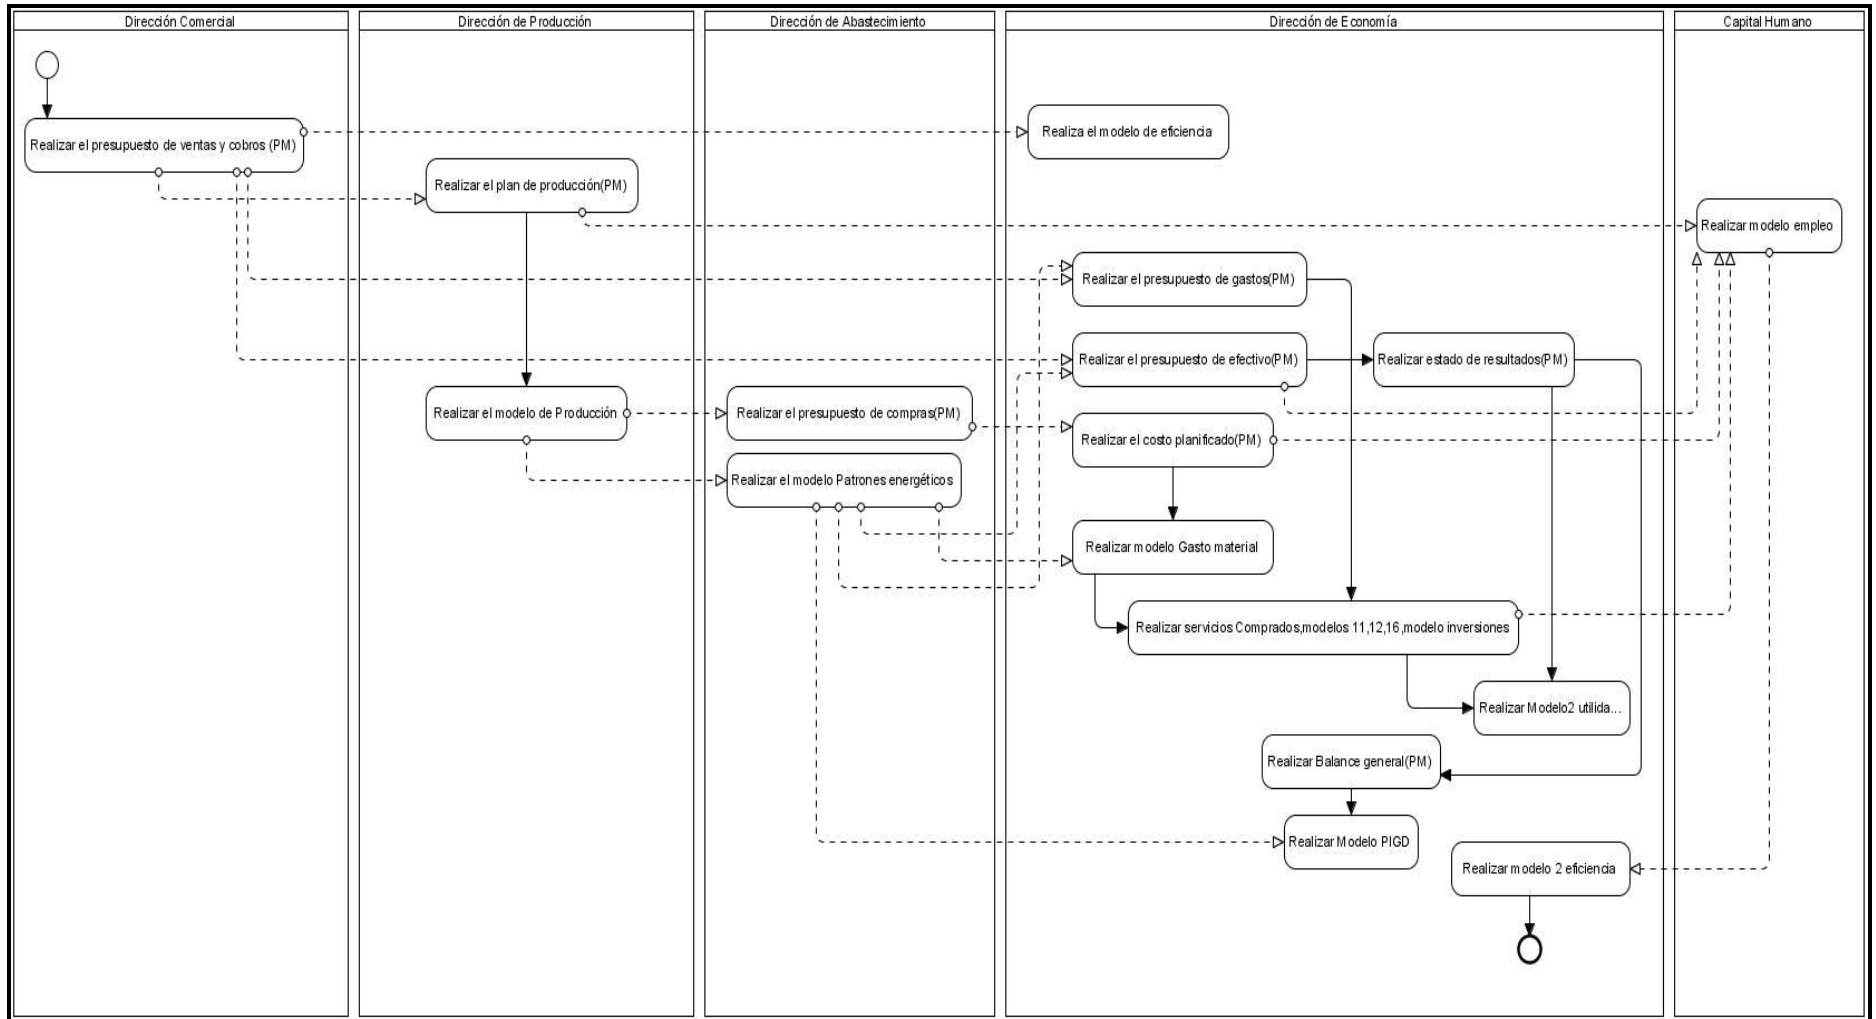 Dirección Comercial
Dirección de Producción
Dirección de Abastecimiento
Dirección de Economía
Capital Humano
Realizar el presupuesto de ventas y cobros (PM)
Realiza el modelo de eficiencia
Realizar el plan de producción(PM)
Realizar modelo empleo
Realizar el presupuesto de gastos(PM)
Realizar el presupuesto de efectivo(PM)
Realizar estado de resultados(PM)
Realizar el modelo de Producción
Realizar el presupuesto de compras(PM)
Realizar el costo planificado(PM)
Realizar el modelo Patrones energéticos
Realizar modelo Gasto material
Realizar servicios Comprados,modelos 11,12,16,modelo inversiones
Realizar Modelo2 utilida...
Realizar Balance general(PM)
Realizar Modelo PIGD
Realizar modelo 2 eficiencia